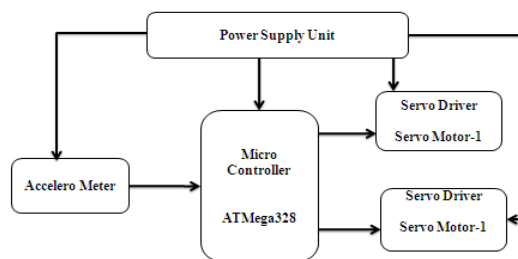 Power Supply Unit
Servo Driver
Servo Motor-1
Micro
Controller
ATMega328
Accelero Meter
Servo Driver
Servo Motor-1